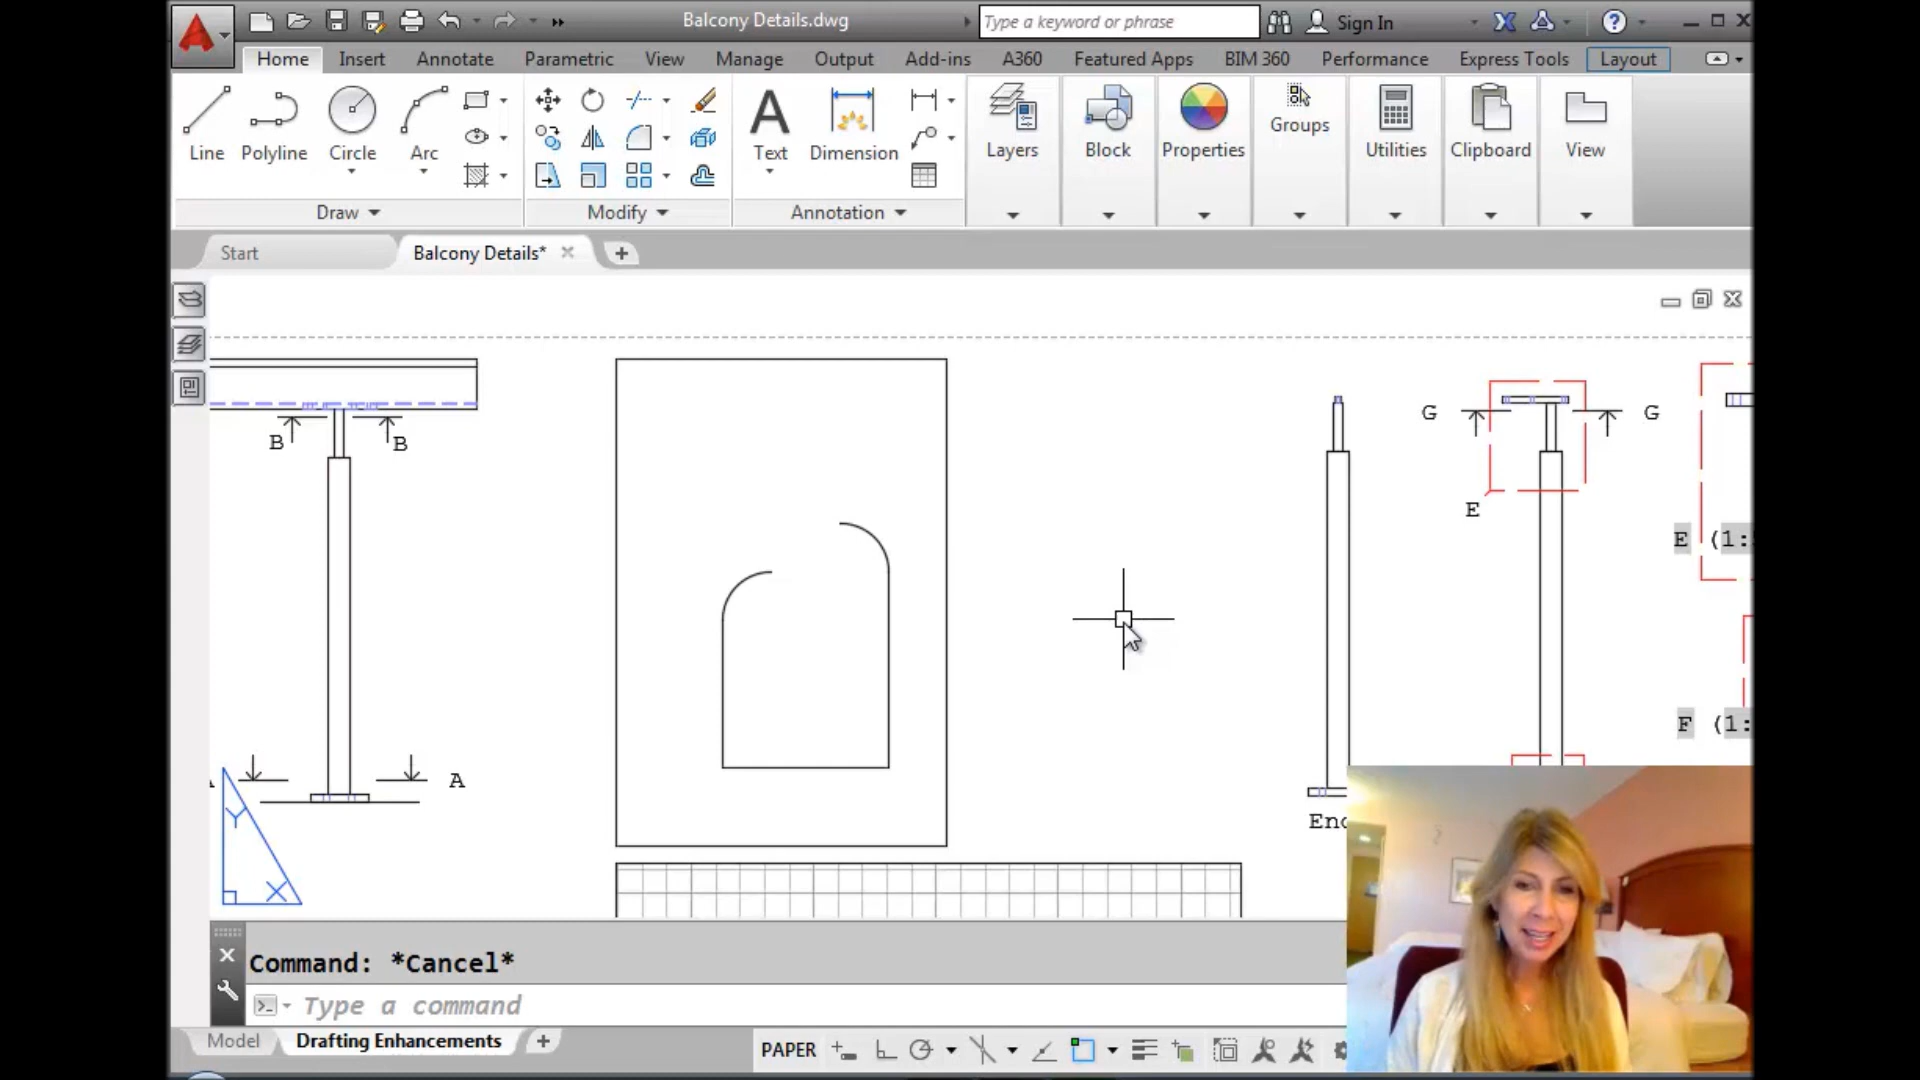 Balcony Details.dwg
Type a keyword or phrase
Sign In
Home Insert Annotate Parametric View Manage Output Add-ins A360 Featured Apps BIM 360 Performance Express Tools Layout
Line Polyline Circle Arc
Text Dimension
Layers Block Properties Groups Utilities Clipboard View
Draw Modify Annotation
Start Balcony Details*
B B
G G
E
E (1:
F (1:
A
Y
X
Command: *Cancel*
Type a command
Model Drafting Enhancements
PAPER